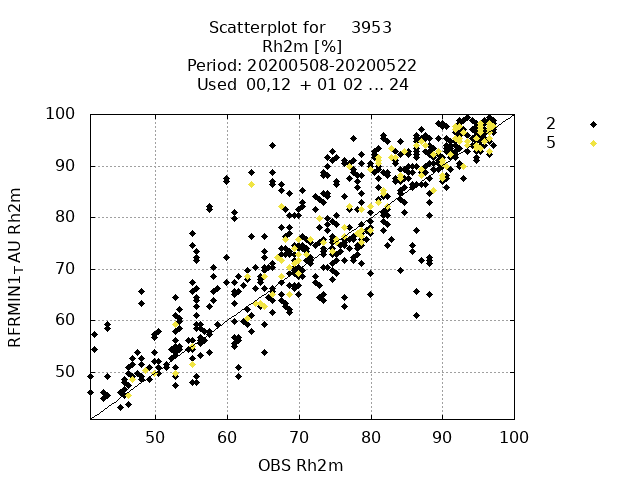 Scatterplot for 3953
Rh2m [%]
Period: 20200508-20200522
Used 00,12 + 01 02 ... 24
100
90
80
70
60
50
RFRMIN1_T AU Rh2m
50
60
70
80
90
100
OBS Rh2m
2
5